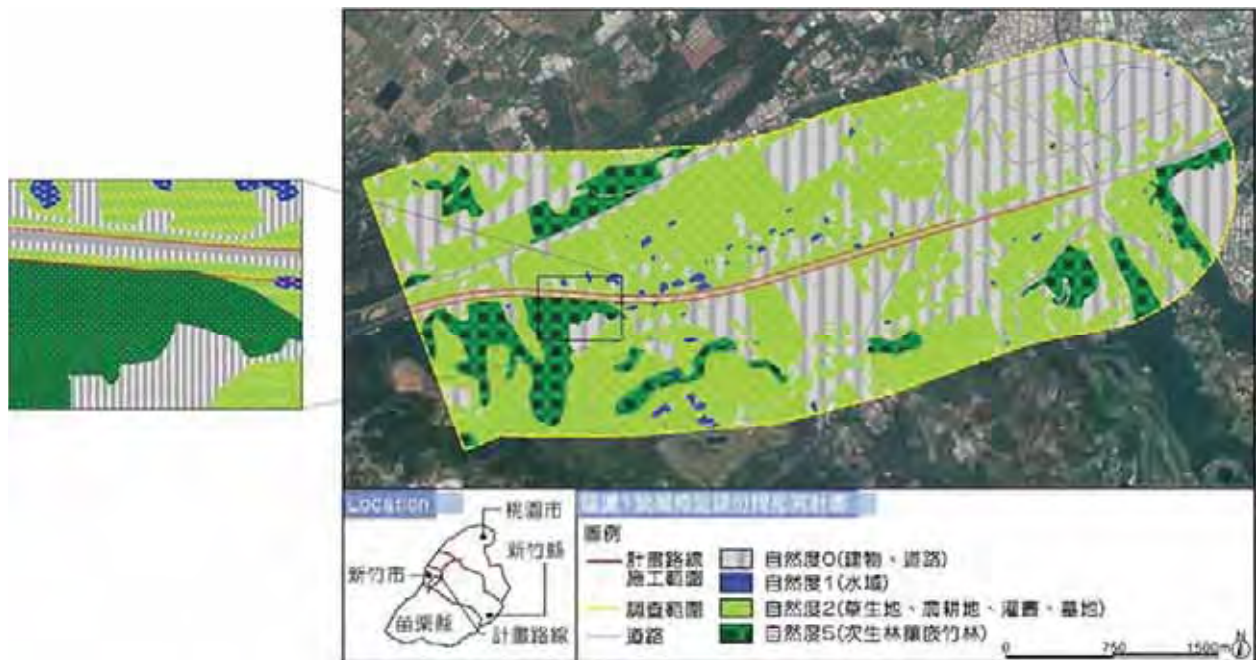 Location
桃園市
新竹縣
新竹市
苗栗縣
計畫路線
圖例
計畫路線
施工範圍
調查範圍
道路
自然度0(建物、道路)
自然度1(水域)
自然度2(草生地、農耕地、灌叢、墓地)
自然度5(次生林鑲嵌竹林)
0 750 1500m
N